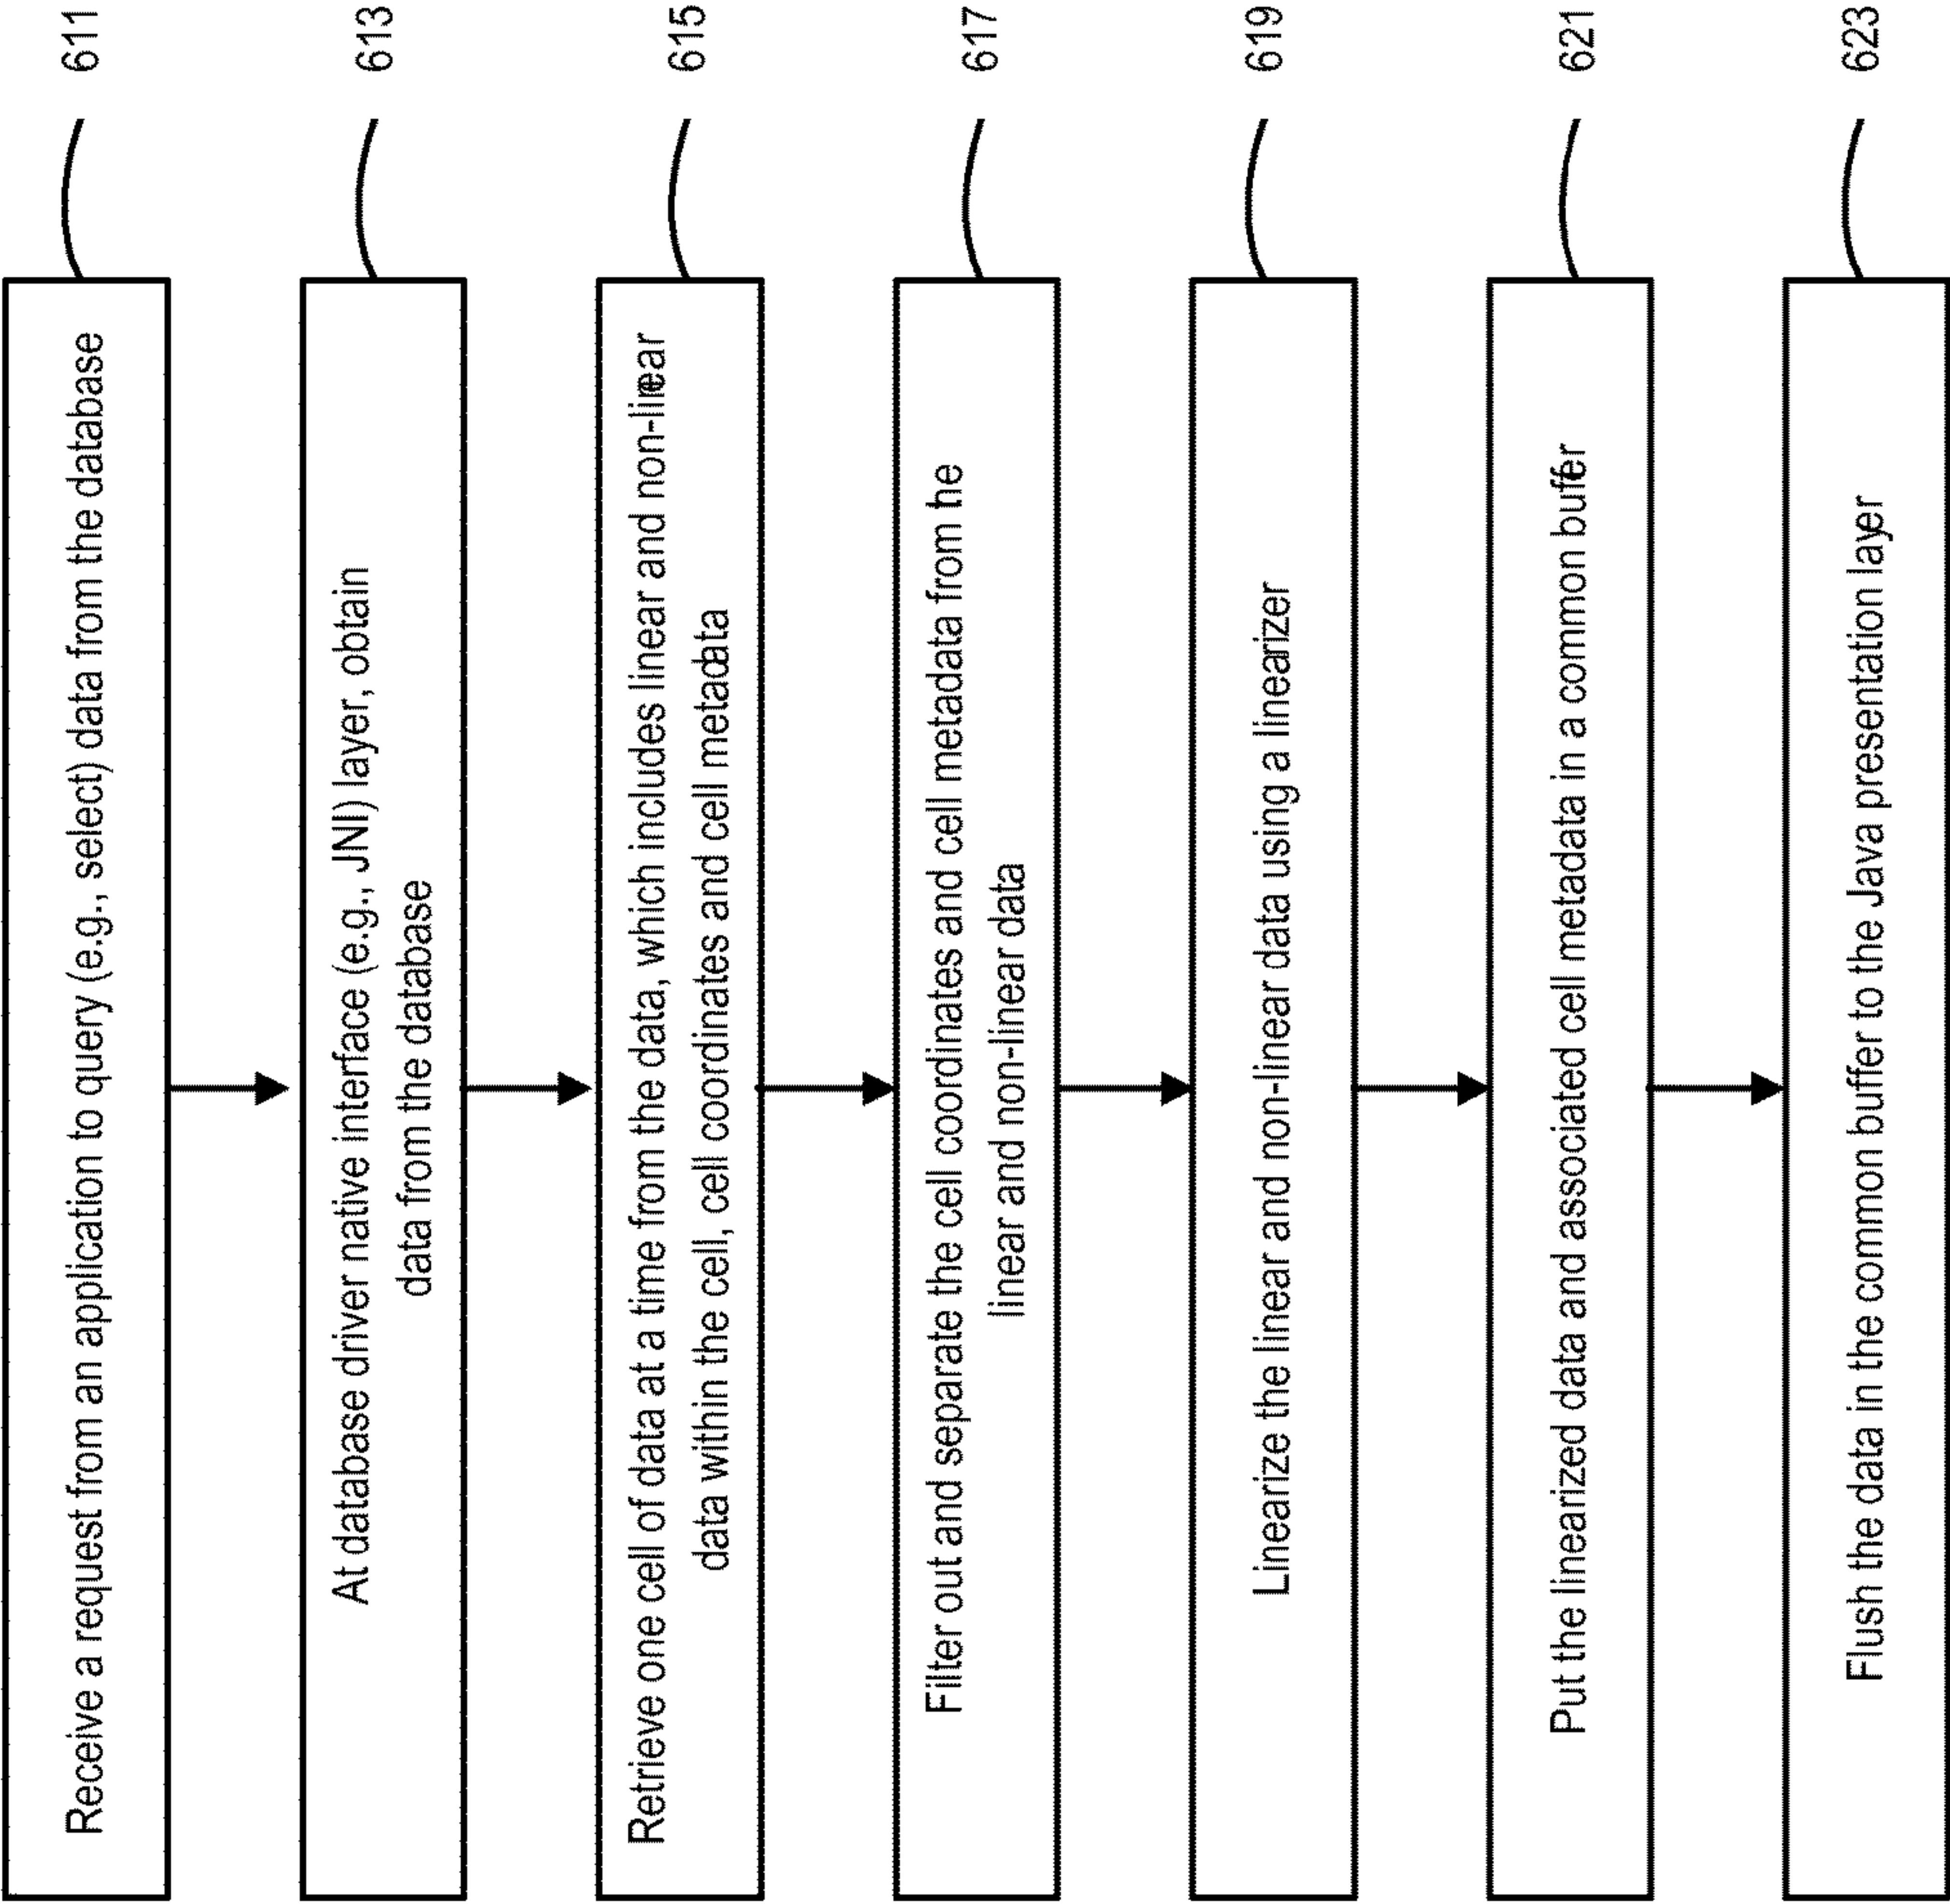 Receive a request from an application to query (e.g., select) data from the database
611
At database driver native interface (e.g., JNI) layer, obtain
data from the database
613
Retrieve one cell of data at a time from the data, which includes linear and non-linear
data within the cell, cell coordinates and cell metadata
615
Filter out and separate the cell coordinates and cell metadata from the
linear and non-linear data
617
Linearize the linear and non-linear data using a linearizer
619
Put the linearized data and associated cell metadata in a common buffer
621
Flush the data in the common buffer to the Java presentation layer
623